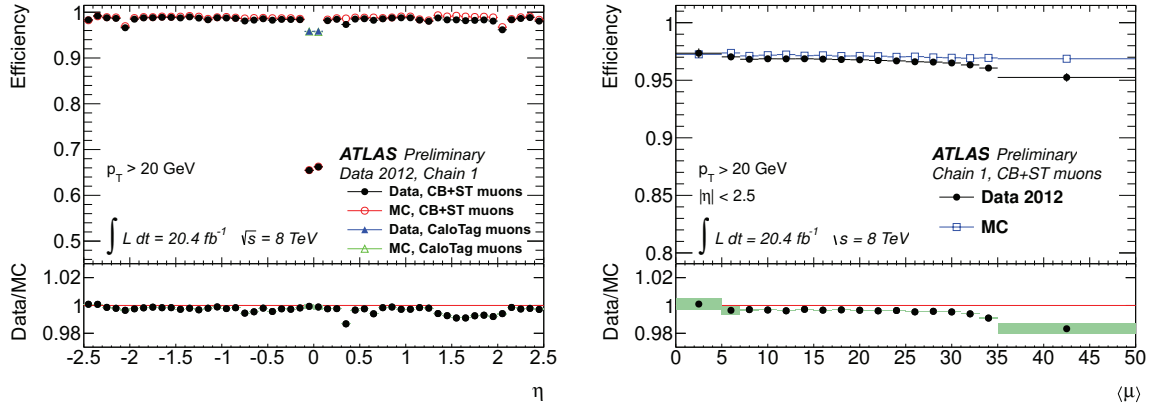 Efficiency
1
0.9
0.8
0.7
0.6
0.5
p_T > 20 GeV
ATLAS Preliminary
Data 2012, Chain 1
Data, CB+ST muons
MC, CB+ST muons
Data, CaloTag muons
MC, CaloTag muons
∫ L dt = 20.4 fb⁻¹ √s = 8 TeV
Data/MC
1.02
1
0.98
-2.5 -2 -1.5 -1 -0.5 0 0.5 1 1.5 2 2.5
η
Efficiency
1
0.95
0.9
0.85
0.8
p_T > 20 GeV
|η| < 2.5
ATLAS Preliminary
Chain 1, CB+ST muons
Data 2012
MC
∫ L dt = 20.4 fb⁻¹ \s = 8 TeV
Data/MC
1.02
1
0.98
0 5 10 15 20 25 30 35 40 45 50
⟨μ⟩